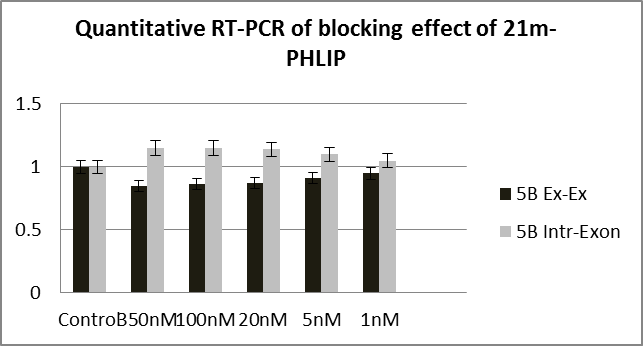 Quantitative RT-PCR of blocking effect of 21m-
PHLIP
1.5
1
0.5
0
5B Ex-Ex
5B Intr-Exon
100nM 20nM 5nM 1nM